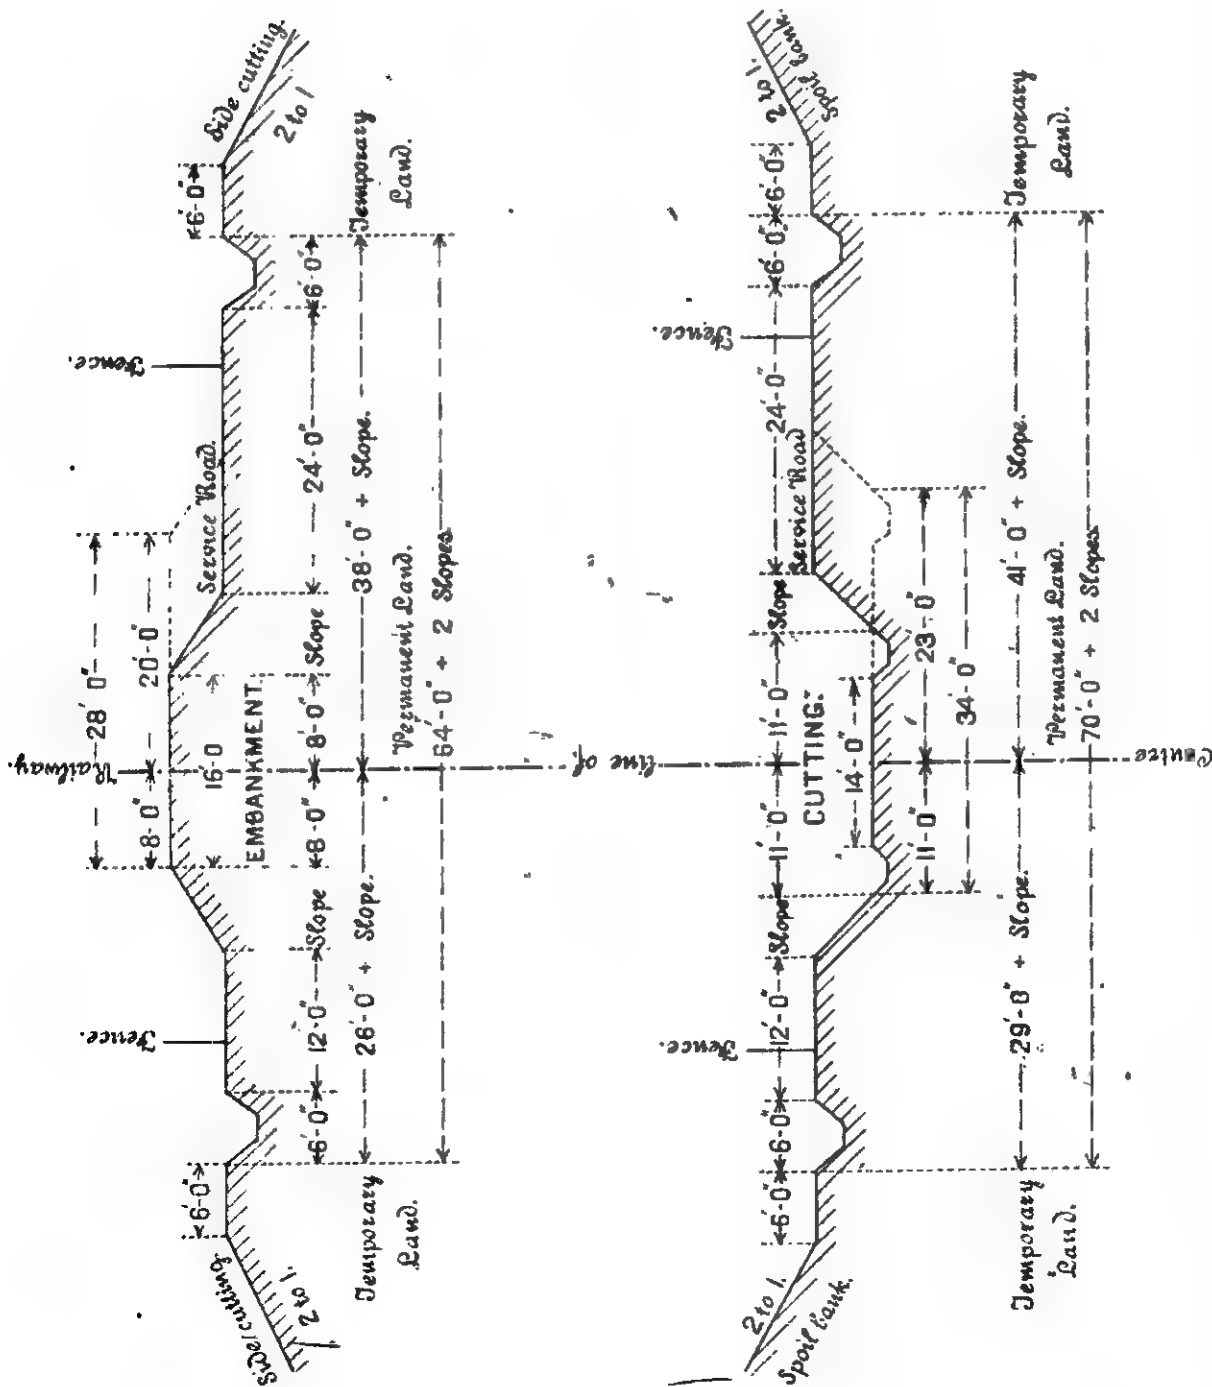 Side cutting.
2 to 1
6'-0"
Temporary
Land.
Fence.
6'-0"
24'-0"
Service Road.
38'-0" + Slope.
Slope
28'-0"
20'-0"
8'-0"
16'-0
8'-0"
EMBANKMENT.
8'-0"
Permanent Land.
64'-0" + 2 Slopes
Railway.
Slope
26'-0" + Slope.
Fence.
12'-0"
6'-0"
6'-0"
Temporary
Land.
Side cutting
2 to 1.
line of.
Spoil bank.
2 to 1.
6'-0"
6'-0"
Temporary
Land.
Fence.
24'-0"
Service Road
41'-0" + Slope.
Slope
11'-0"
23'-0"
34'-0"
Permanent Land.
70'-0" + 2 Slopes
CUTTING.
14'-0"
Centre
11'-0"
11'-0"
Slope
29'-0" + Slope.
Fence.
12'-0"
6'-0"
6'-0"
Temporary
Land.
2 to 1.
Spoil bank.